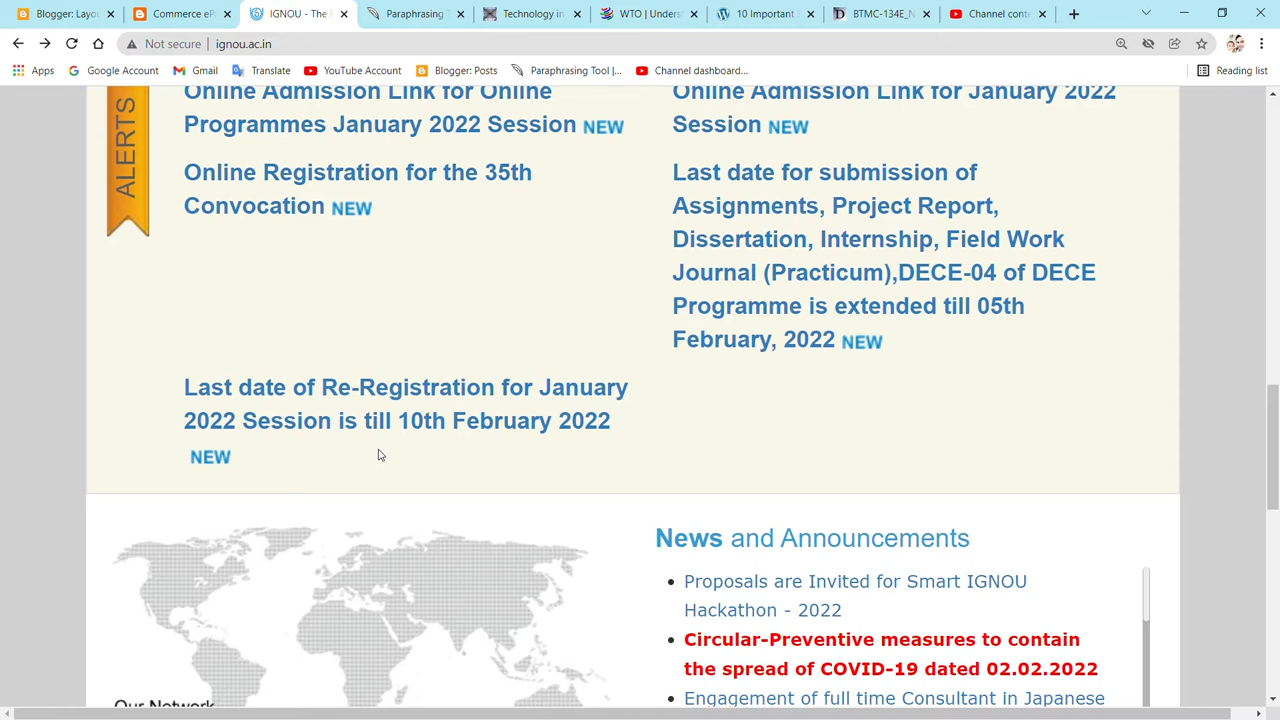 Blogger: Layou
Commerce eP
IGNOU - The
Paraphrasing
Technology in
WTO | Unders
10 Important
BTMC-134E_N
Channel conte
Not secure | ignou.ac.in
Apps
Google Account
Gmail
Translate
YouTube Account
Blogger: Posts
Paraphrasing Tool |...
Channel dashboard...
Reading list
ALERTS
Online Admission Link for Online
Programmes January 2022 Session NEW
Online Registration for the 35th
Convocation NEW
Online Admission Link for January 2022
Session NEW
Last date for submission of
Assignments, Project Report,
Dissertation, Internship, Field Work
Journal (Practicum),DECE-04 of DECE
Programme is extended till 05th
February, 2022 NEW
Last date of Re-Registration for January
2022 Session is till 10th February 2022
NEW
Our Network
News and Announcements
Proposals are Invited for Smart IGNOU
Hackathon - 2022
Circular-Preventive measures to contain
the spread of COVID-19 dated 02.02.2022
Engagement of full time Consultant in Japanese